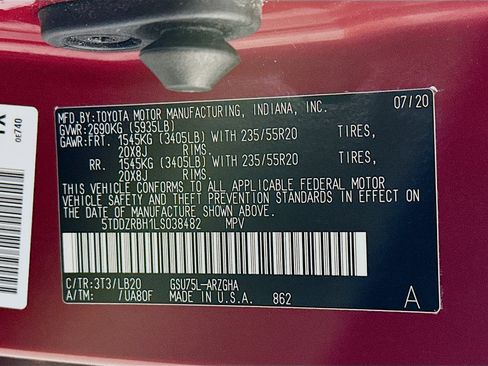 MFD.BY:TOYOTA MOTOR MANUFACTURING, INDIANA, INC. 07/20
GVWR:2690KG (5935LB)
GAWR:FRT. 1545KG (3405LB) WITH 235/55R20 TIRES,
20X8J RIMS.
RR. 1545KG (3405LB) WITH 235/55R20 TIRES,
20X8J RIMS.
THIS VEHICLE CONFORMS TO ALL APPLICABLE FEDERAL MOTOR
VEHICLE SAFETY AND THEFT PREVENTION STANDARDS IN EFFECT
ON THE DATE OF MANUFACTURE SHOWN ABOVE.
5TDDZRBH1LS038482 MPV
C/TR:3T3/LB20 GSU75L-ARZGHA
A/TM: /UA80F MADE IN U.S.A. 862
A
0E740